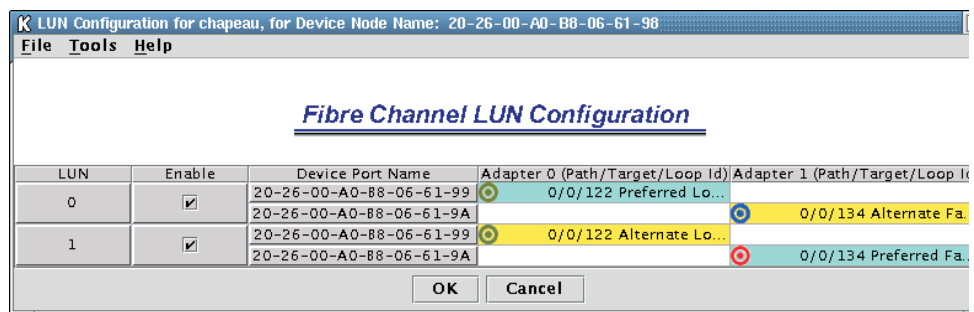 LUN Configuration for chapeau, for Device Node Name: 20-26-00-A0-B8-06-61-98
File Tools Help
Fibre Channel LUN Configuration
LUN Enable Device Port Name Adapter 0 (Path/Target/Loop Id) Adapter 1 (Path/Target/Loop Id
0 20-26-00-A0-B8-06-61-99 0/0/122 Preferred Lo...
20-26-00-A0-B8-06-61-9A 0/0/134 Alternate Fa..
1 20-26-00-A0-B8-06-61-99 0/0/122 Alternate Lo...
20-26-00-A0-B8-06-61-9A 0/0/134 Preferred Fa..
OK Cancel